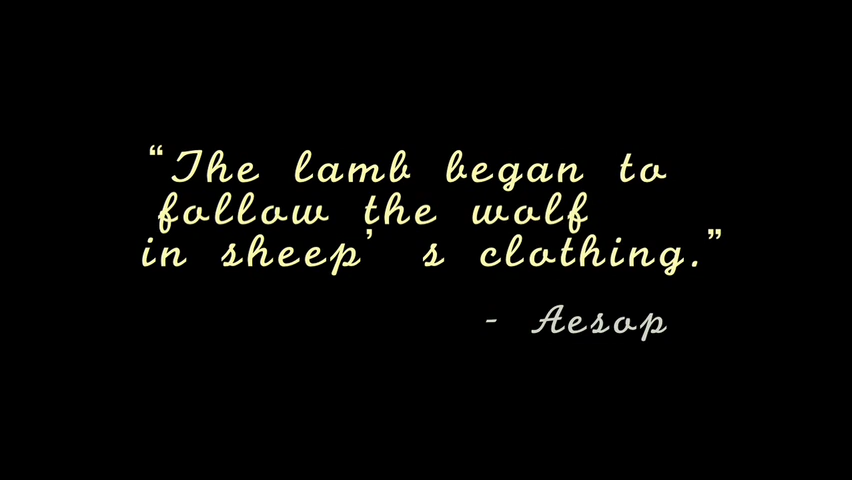 “The lamb began to
follow the wolf
in sheep’ s clothing.”
- Aesop